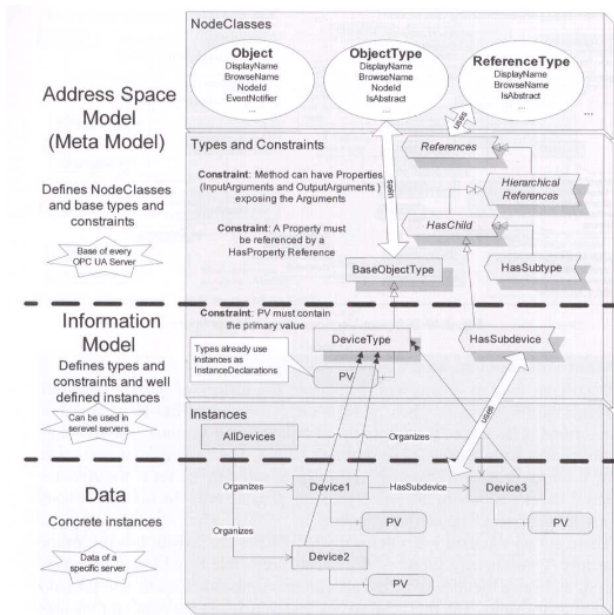 NodeClasses
Object
DisplayName
BrowseName
NodeId
EventNotifier
...
ObjectType
DisplayName
BrowseName
NodeId
IsAbstract
...
ReferenceType
DisplayName
BrowseName
IsAbstract
...
...
Address Space
Model
(Meta Model)
Defines NodeClasses
and base types and
constraints
Base of every
OPC UA Server
Types and Constraints
uses
uses
References
Constraint: Method can have Properties
(InputArguments and OutputArguments )
exposing the Arguments
Hierarchical
References
HasChild
Constraint: A Property must
be referenced by a
HasProperty Reference
BaseObjectType
HasSubtype
Information
Model
Defines types and
constraints and well
defined instances
Can be used in
serevel servers
Constraint: PV must contain
the primary value
DeviceType
HasSubdevice
Types already use
instances as
InstanceDeclarations
PV
uses
Instances
AllDevices
Organizes
Data
Concrete instances
Data of a
specific server
Organizes
Device1
HasSubdevice
Device3
PV
PV
Organizes
Device2
PV